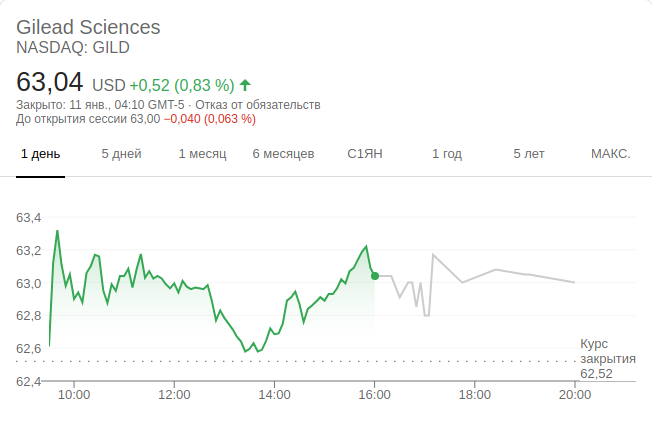 Gilead Sciences
NASDAQ: GILD
63,04 USD +0,52 (0,83 %)
Закрыто: 11 янв., 04:10 GMT-5 · Отказ от обязательств
До открытия сессии 63,00 −0,040 (0,063 %)
1 день 5 дней 1 месяц 6 месяцев С1ЯН 1 год 5 лет МАКС.
63,4
63,2
63,0
62,8
62,6
62,4
Курс
закрытия
62,52
10:00 12:00 14:00 16:00 18:00 20:00